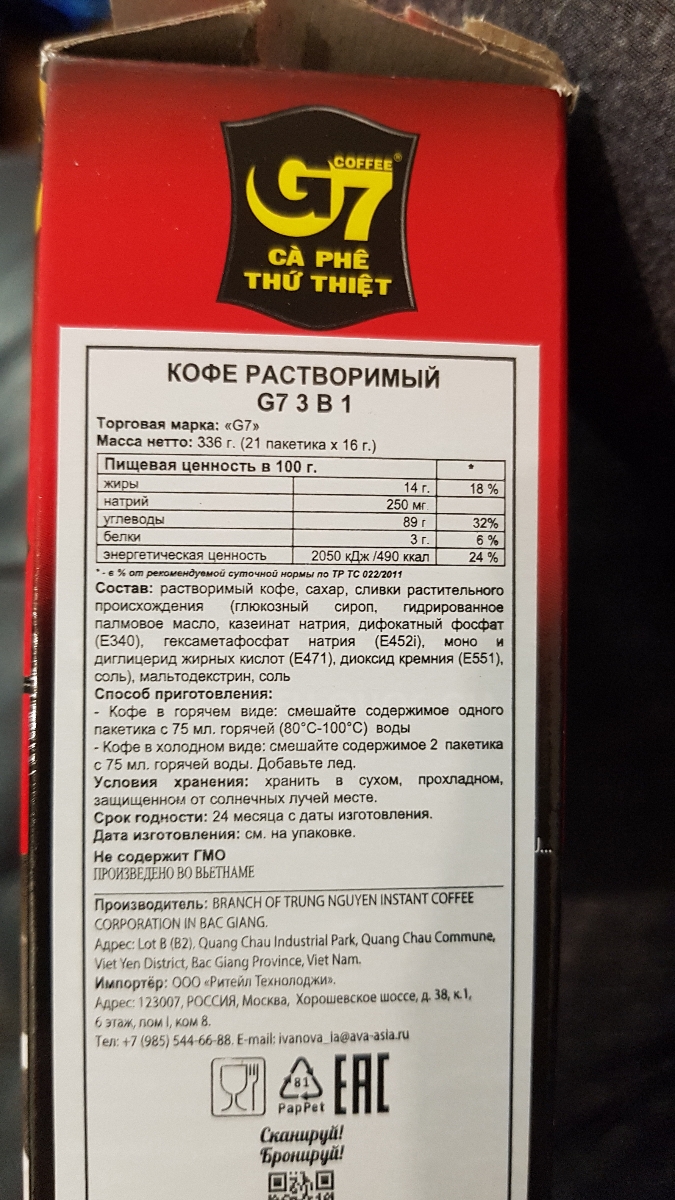 COFFEE®
G7
CÀ PHÊ
THỨ THIỆT
КОФЕ РАСТВОРИМЫЙ
G7 3 В 1
Торговая марка: «G7»
Масса нетто: 336 г. (21 пакетика х 16 г.)
Пищевая ценность в 100 г. *
жиры 14 г. 18 %
натрий 250 мг.
углеводы 89 г 32%
белки 3 г. 6 %
энергетическая ценность 2050 кДж /490 ккал 24 %
* - в % от рекомендуемой суточной нормы по ТР ТС 022/2011
Состав: растворимый кофе, сахар, сливки растительного
происхождения (глюкозный сироп, гидрированное
палмовое масло, казеинат натрия, дифокатный фосфат
(Е340), гексаметафосфат натрия (E452i), моно и
диглицерид жирных кислот (Е471), диоксид кремния (Е551),
соль), мальтодекстрин, соль
Способ приготовления:
- Кофе в горячем виде: смешайте содержимое одного
пакетика с 75 мл. горячей (80°С-100°С) воды
- Кофе в холодном виде: смешайте содержимое 2 пакетика
с 75 мл. горячей воды. Добавьте лед.
Условия хранения: хранить в сухом, прохладном,
защищенном от солнечных лучей месте.
Срок годности: 24 месяца с даты изготовления.
Дата изготовления: см. на упаковке.
Не содержит ГМО
ПРОИЗВЕДЕНО ВО ВЬЕТНАМЕ
Производитель: BRANCH OF TRUNG NGUYEN INSTANT COFFEE
CORPORATION IN BAC GIANG.
Адрес: Lot B (B2), Quang Chau Industrial Park, Quang Chau Commune,
Viet Yen District, Bac Giang Province, Viet Nam.
Импортёр: ООО «Ритейл Технолоджи».
Адрес: 123007, РОССИЯ, Москва, Хорошевское шоссе, д. 38, к.1,
6 этаж, пом I, ком 8.
Тел: +7 (985) 544-66-88. E-mail: ivanova_ia@ava-asia.ru
81
PapPet
EAC
Сканируй!
Бронируй!